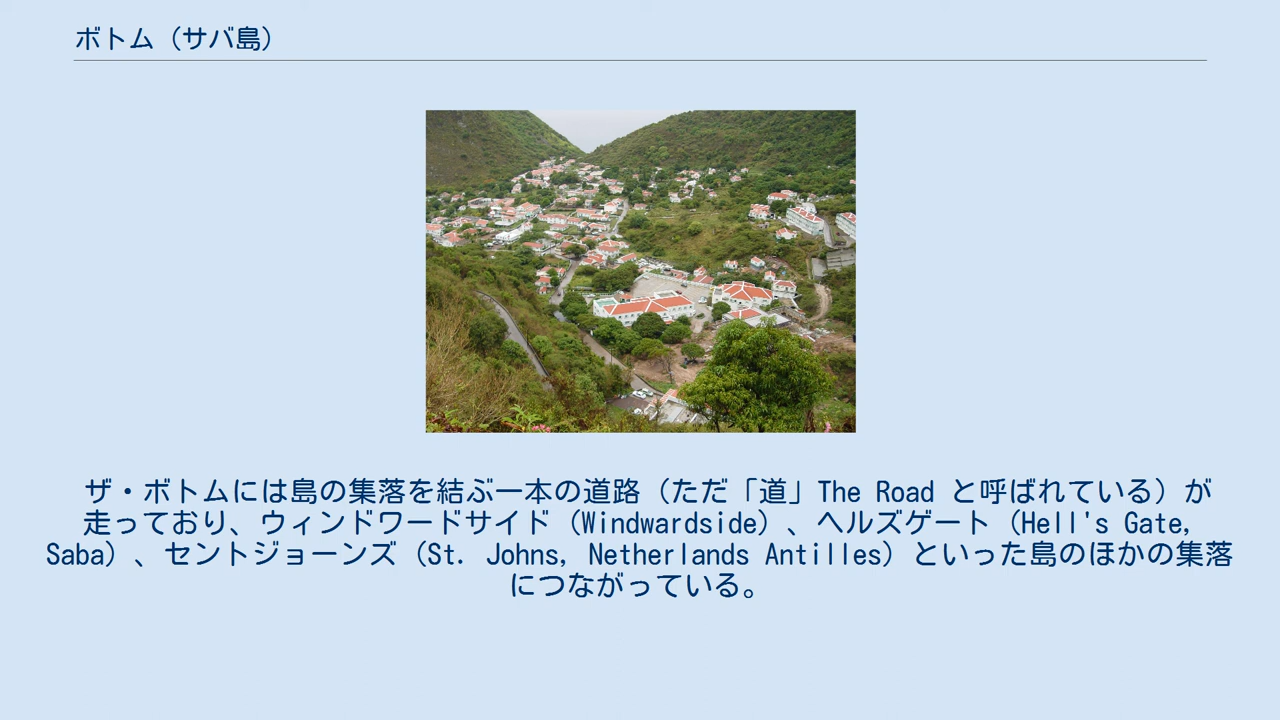 ボトム（サバ島）
ザ・ボトムには島の集落を結ぶ一本の道路（ただ「道」The Road と呼ばれている）が
走っており、ウィンドワードサイド（Windwardside）、ヘルズゲート（Hell's Gate,
Saba）、セントジョーンズ（St. Johns, Netherlands Antilles）といった島のほかの集落
につながっている。